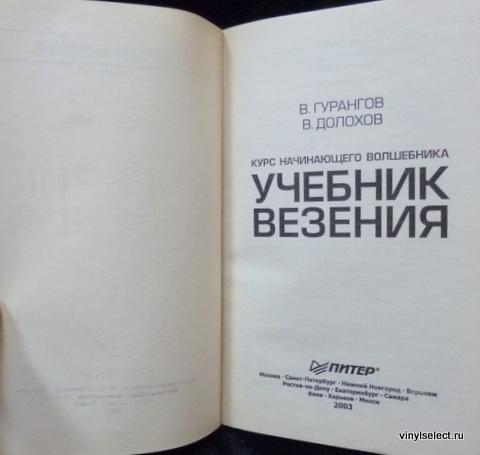 В. ГУРАНГОВ
В. ДОЛОХОВ
КУРС НАЧИНАЮЩЕГО ВОЛШЕБНИКА
УЧЕБНИК
ВЕЗЕНИЯ
ПИТЕР®
Москва · Санкт-Петербург · Нижний Новгород · Воронеж
Ростов-на-Дону · Екатеринбург · Самара
Киев · Харьков · Минск
2003
vinylselect.ru